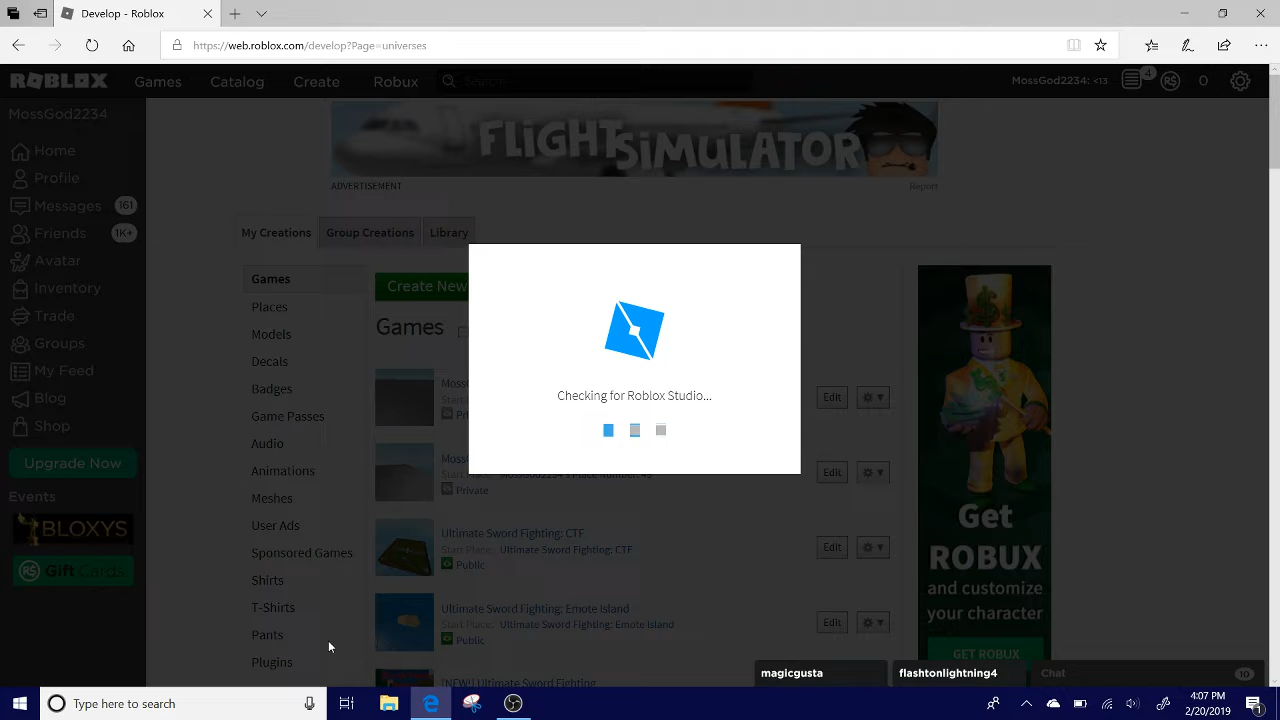 Develop - Roblox
https://web.roblox.com/develop?Page=universes
ROBLOX
Games
Catalog
Create
Robux
Search
MossGod2234: <13
4
0
MossGod2234
Home
Profile
Messages
161
Friends
1K+
Avatar
Inventory
Trade
Groups
My Feed
Blog
Shop
Upgrade Now
Events
BLOXYS
Gift Cards
FLIGHT SIMULATOR
ADVERTISEMENT
Report
My Creations
Group Creations
Library
Games
Places
Models
Decals
Badges
Game Passes
Audio
Animations
Meshes
User Ads
Sponsored Games
Shirts
T-Shirts
Pants
Plugins
Create New
Games
Checking for Roblox Studio...
Edit
Private
Edit
Ultimate Sword Fighting: CTF
Start Place: Ultimate Sword Fighting: CTF
Public
Edit
Ultimate Sword Fighting: Emote Island
Start Place: Ultimate Sword Fighting: Emote Island
Public
Edit
[NEW!] Ultimate Sword Fighting
Get
ROBUX
and customize
your character
GET ROBUX
magicgusta
flashtonlightning4
Chat
10
Type here to search
4:07 PM
2/20/2019
1